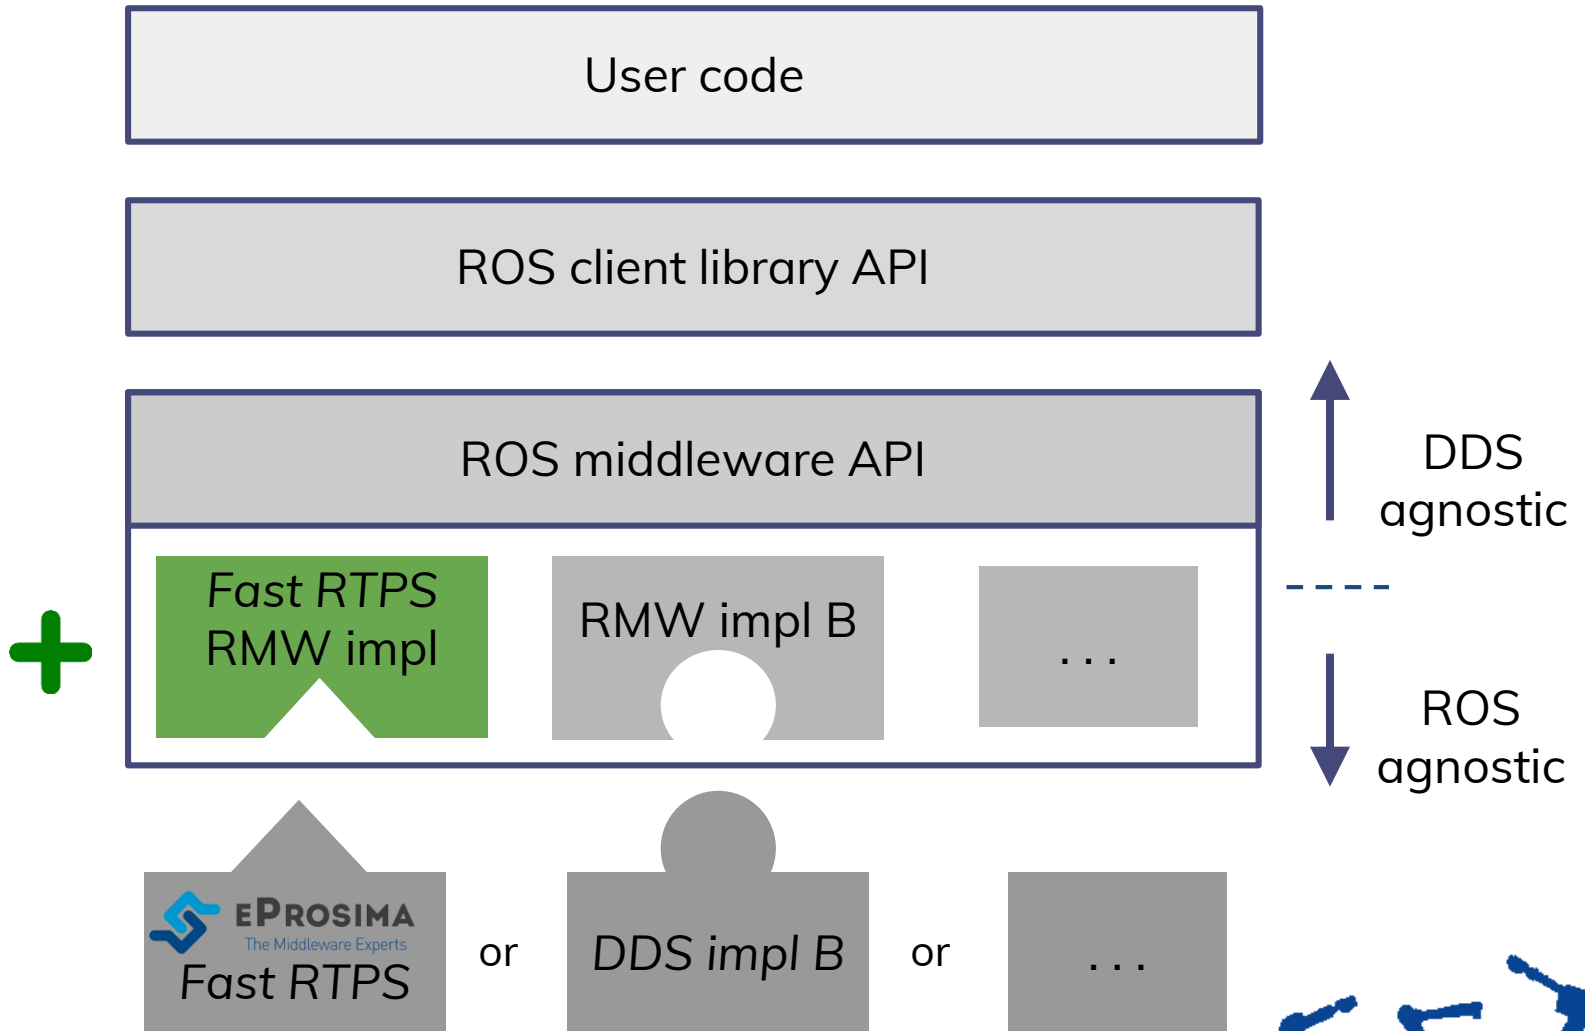 User code
ROS client library API
ROS middleware API
DDS
agnostic
Fast RTPS
RMW impl
RMW impl B
. . .
ROS
agnostic
EPROSIMA
The Middleware Experts
Fast RTPS
or
DDS impl B
or
. . .